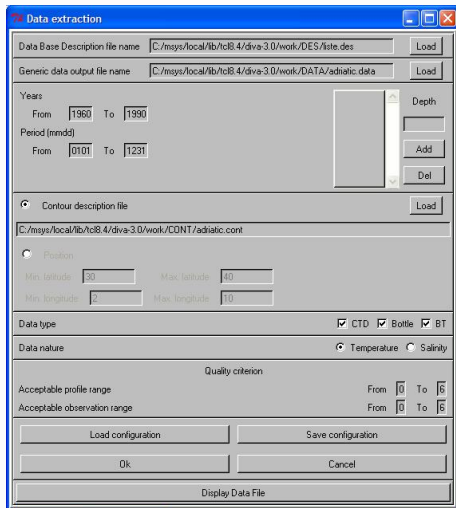 Data extraction
Data Base Description file name C:/msys/local/lib/tcl8.4/diva-3.0/work/DES/liste.des Load
Generic data output file name C:/msys/local/lib/tcl8.4/diva-3.0/work/DATA/adriatic.data Load
Years
From 1960 To 1990
Period (mmdd)
From 0101 To 1231
Depth
Add
Del
Contour description file Load
C:/msys/local/lib/tcl8.4/diva-3.0/work/CONT/adriatic.cont
Position
Min. latitude 30 Max. latitude 40
Min. longitude 2 Max. longitude 10
Data type CTD Bottle BT
Data nature Temperature Salinity
Quality criterion
Acceptable profile range From 0 To 6
Acceptable observation range From 0 To 6
Load configuration Save configuration
Ok Cancel
Display Data File